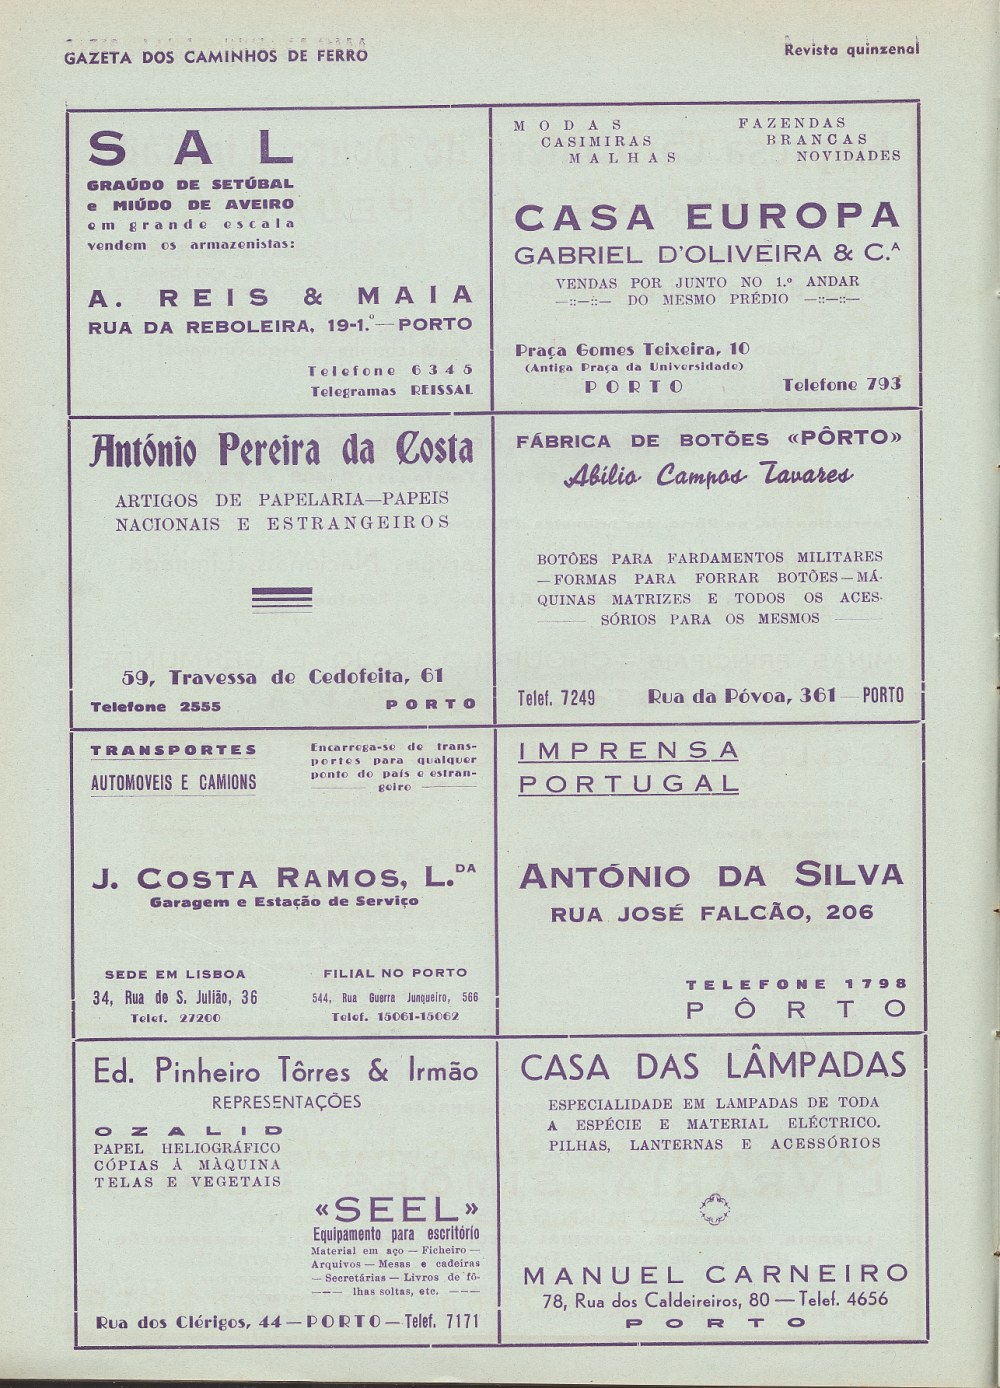 GAZETA DOS CAMINHOS DE FERRO
Revista quinzenal
SAL
GRAÚDO DE SETÚBAL
e MIÚDO DE AVEIRO
em grande escala
vendem os armazenistas:
A. REIS & MAIA
RUA DA REBOLEIRA, 19-1.º—PORTO
Telefone 6345
Telegramas REISSAL
MODAS
CASIMIRAS
MALHAS
FAZENDAS
BRANCAS
NOVIDADES
CASA EUROPA
GABRIEL D'OLIVEIRA & C.ᴬ
VENDAS POR JUNTO NO 1.º ANDAR
—::—::— DO MESMO PRÉDIO —::—::—
Praça Gomes Teixeira, 10
(Antiga Praça da Universidade)
PORTO Telefone 793
António Pereira da Costa
ARTIGOS DE PAPELARIA—PAPEIS
NACIONAIS E ESTRANGEIROS
59, Travessa de Cedofeita, 61
Telefone 2555 PORTO
FÁBRICA DE BOTÕES «PÔRTO»
Abílio Campos Tavares
BOTÕES PARA FARDAMENTOS MILITARES
—FORMAS PARA FORRAR BOTÕES—MÁ-
QUINAS MATRIZES E TODOS OS ACES-
SÓRIOS PARA OS MESMOS
Telef. 7249 Rua da Póvoa, 361—PORTO
TRANSPORTES
AUTOMOVEIS E CAMIONS
Encarrega-se de trans-
portes para qualquer
ponto do país e estran-
geiro
J. COSTA RAMOS, L.ᴰᴬ
Garagem e Estação de Serviço
SEDE EM LISBOA
34, Rua de S. Julião, 36
Telef. 27200
FILIAL NO PORTO
544, Rua Guerra Junqueiro, 566
Telef. 15061-15062
IMPRENSA
PORTUGAL
ANTÓNIO DA SILVA
RUA JOSÉ FALCÃO, 206
TELEFONE 1798
PÔRTO
Ed. Pinheiro Tôrres & Irmão
REPRESENTAÇÕES
OZALID
PAPEL HELIOGRÁFICO
CÓPIAS Á MÀQUINA
TELAS E VEGETAIS
«SEEL»
Equipamento para escritório
Material em aço — Ficheiro —
Arquivos — Mesas e cadeiras
— Secretárias — Livros de fô-
lhas soltas, etc.
Rua dos Clérigos, 44—PORTO—Telef. 7171
CASA DAS LÂMPADAS
ESPECIALIDADE EM LAMPADAS DE TODA
A ESPÉCIE E MATERIAL ELÉCTRICO.
PILHAS, LANTERNAS E ACESSÓRIOS
MANUEL CARNEIRO
78, Rua dos Caldeireiros, 80 — Telef. 4656
PORTO